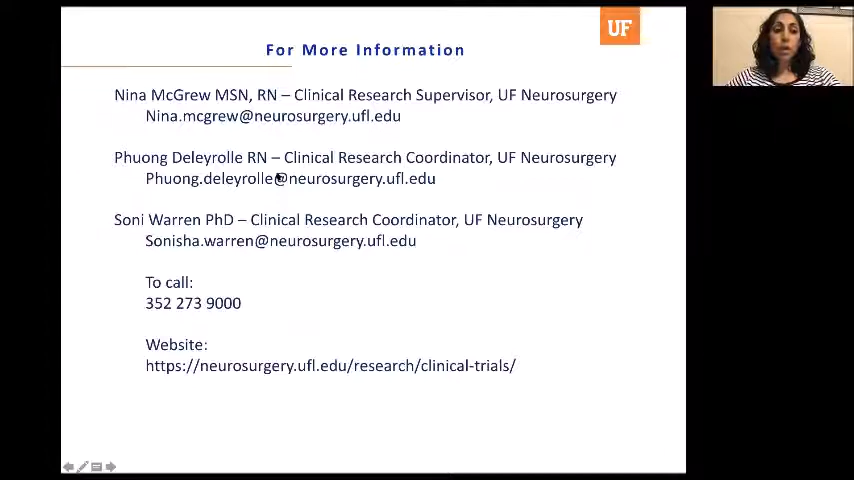 UF
For More Information
Nina McGrew MSN, RN – Clinical Research Supervisor, UF Neurosurgery
Nina.mcgrew@neurosurgery.ufl.edu
Phuong Deleyrolle RN – Clinical Research Coordinator, UF Neurosurgery
Phuong.deleyrolle@neurosurgery.ufl.edu
Soni Warren PhD – Clinical Research Coordinator, UF Neurosurgery
Sonisha.warren@neurosurgery.ufl.edu
To call:
352 273 9000
Website:
https://neurosurgery.ufl.edu/research/clinical-trials/